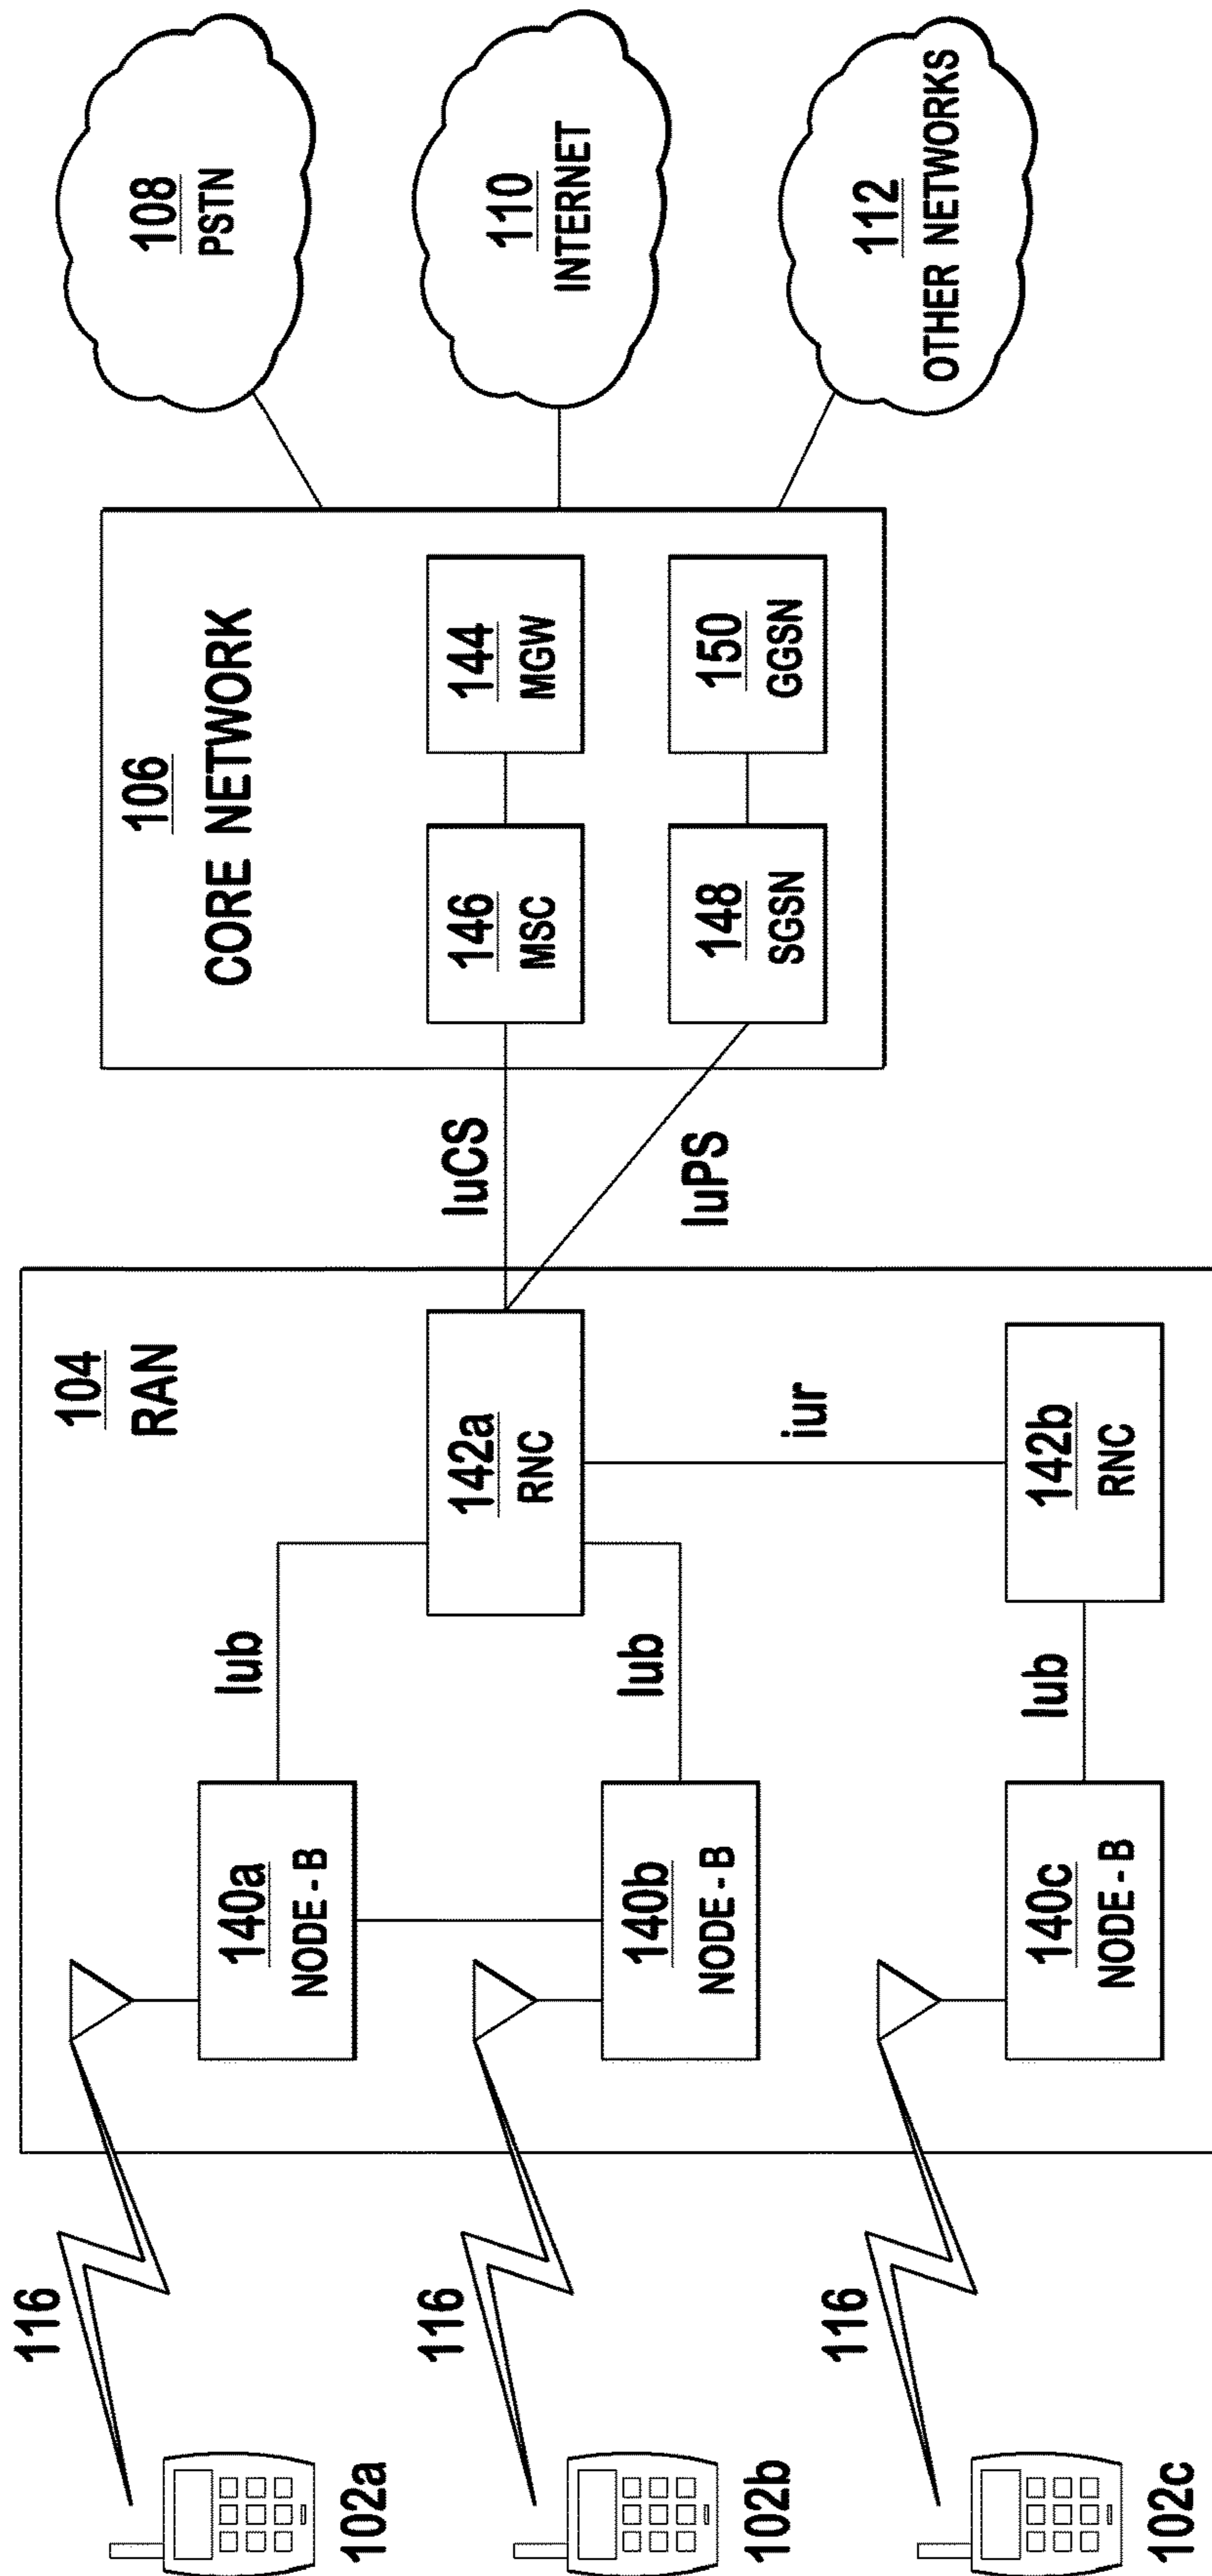 108
PSTN
110
INTERNET
112
OTHER NETWORKS
106
CORE NETWORK
144
MGW
146
MSC
150
GGSN
148
SGSN
IuCS
IuPS
104
RAN
142a
RNC
iur
142b
RNC
Iub
Iub
Iub
140a
NODE - B
140b
NODE - B
140c
NODE - B
116
116
116
102a
102b
102c